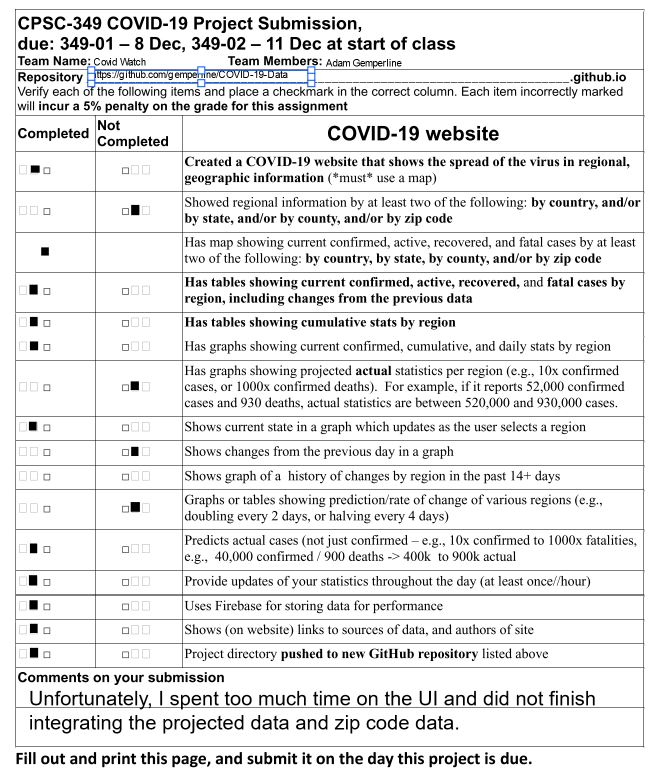 CPSC-349 COVID-19 Project Submission,
due: 349-01 – 8 Dec, 349-02 – 11 Dec at start of class
Team Name: Covid Watch Team Members: Adam Gemperline
Repository https://github.com/gemperline/COVID-19-Data .github.io
Verify each of the following items and place a checkmark in the correct column. Each item incorrectly marked
will incur a 5% penalty on the grade for this assignment
Completed Not Completed COVID-19 website
Created a COVID-19 website that shows the spread of the virus in regional,
geographic information (*must* use a map)
Showed regional information by at least two of the following: by country, and/or
by state, and/or by county, and/or by zip code
Has map showing current confirmed, active, recovered, and fatal cases by at least
two of the following: by country, by state, by county, and/or by zip code
Has tables showing current confirmed, active, recovered, and fatal cases by
region, including changes from the previous data
Has tables showing cumulative stats by region
Has graphs showing current confirmed, cumulative, and daily stats by region
Has graphs showing projected actual statistics per region (e.g., 10x confirmed
cases, or 1000x confirmed deaths). For example, if it reports 52,000 confirmed
cases and 930 deaths, actual statistics are between 520,000 and 930,000 cases.
Shows current state in a graph which updates as the user selects a region
Shows changes from the previous day in a graph
Shows graph of a history of changes by region in the past 14+ days
Graphs or tables showing prediction/rate of change of various regions (e.g.,
doubling every 2 days, or halving every 4 days)
Predicts actual cases (not just confirmed – e.g., 10x confirmed to 1000x fatalities,
e.g., 40,000 confirmed / 900 deaths -> 400k to 900k actual
Provide updates of your statistics throughout the day (at least once//hour)
Uses Firebase for storing data for performance
Shows (on website) links to sources of data, and authors of site
Project directory pushed to new GitHub repository listed above
Comments on your submission
Unfortunately, I spent too much time on the UI and did not finish
integrating the projected data and zip code data.
Fill out and print this page, and submit it on the day this project is due.